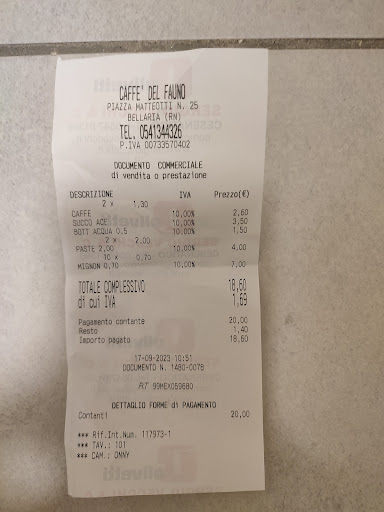 CAFFE' DEL FAUNO
PIAZZA MATTEOTTI N. 25
BELLARIA (RN)
TEL. 0541344326
P.IVA 00733570402
DOCUMENTO COMMERCIALE
di vendita o prestazione
DESCRIZIONE IVA Prezzo(€)
2 x 1,30
CAFFE 10,00% 2,60
SUCCO ACE 10,00% 3,50
BOTT ACQUA 0.5 10,00% 1,50
2 x 2,00
PASTE 2,00 10,00% 4,00
10 x 0,70
MIGNON 0,70 10,00% 7,00
TOTALE COMPLESSIVO 18,60
di cui IVA 1,69
Pagamento contante 20,00
Resto 1,40
Importo pagato 18,60
17-09-2023 10:51
DOCUMENTO N. 1480-0078
RT 99MEX059680
DETTAGLIO FORME di PAGAMENTO
Contanti 20,00
*** Rif.Int.Num. 117973-1
*** TAV.: 101
*** CAM.: ONNY
olivetti